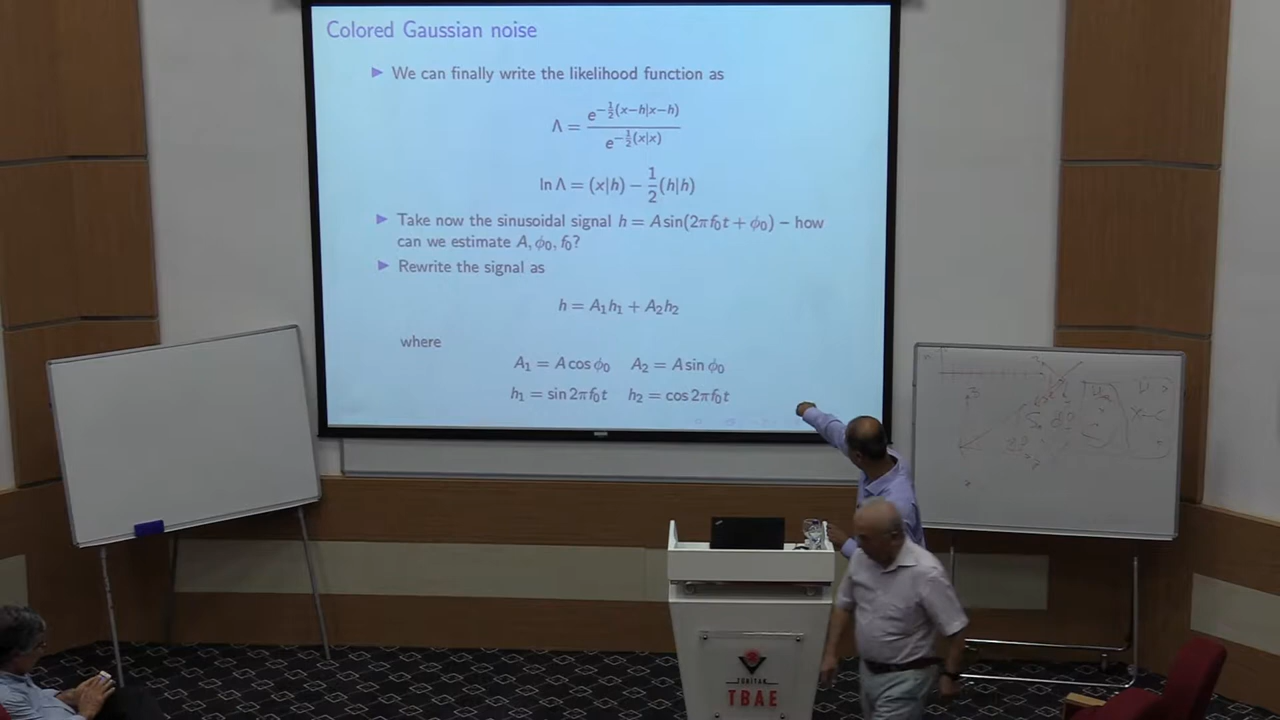 Colored Gaussian noise
We can finally write the likelihood function as
Λ = e^{-½(x−h|x−h)} / e^{-½(x|x)}
ln Λ = (x|h) − ½(h|h)
Take now the sinusoidal signal h = A sin(2πf₀t + ϕ₀) – how
can we estimate A, ϕ₀, f₀?
Rewrite the signal as
h = A₁h₁ + A₂h₂
where
A₁ = A cos ϕ₀ A₂ = A sin ϕ₀
h₁ = sin 2πf₀t h₂ = cos 2πf₀t
TÜBİTAK
TBAE